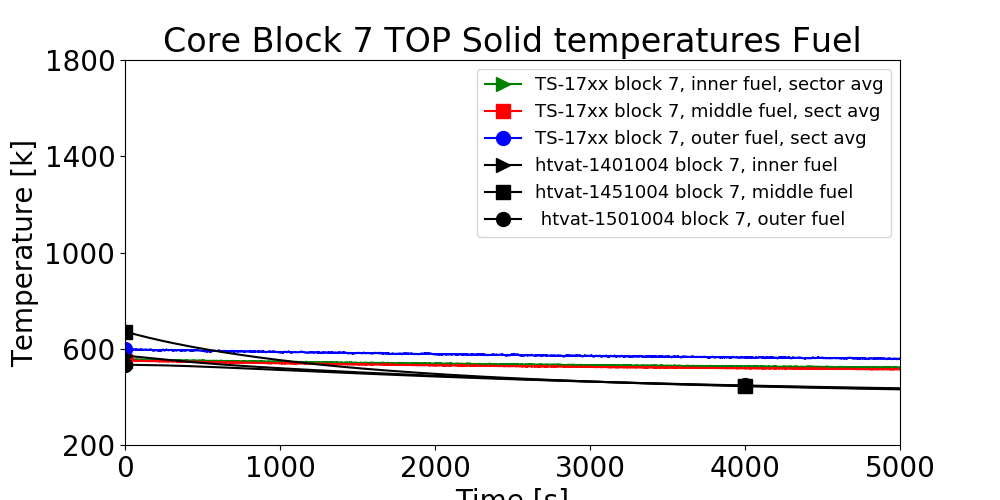 Core Block 7 TOP Solid temperatures Fuel
Temperature [k]
1800
1400
1000
600
200
TS-17xx block 7, inner fuel, sector avg
TS-17xx block 7, middle fuel, sect avg
TS-17xx block 7, outer fuel, sect avg
htvat-1401004 block 7, inner fuel
htvat-1451004 block 7, middle fuel
htvat-1501004 block 7, outer fuel
0 1000 2000 3000 4000 5000
Time [s]